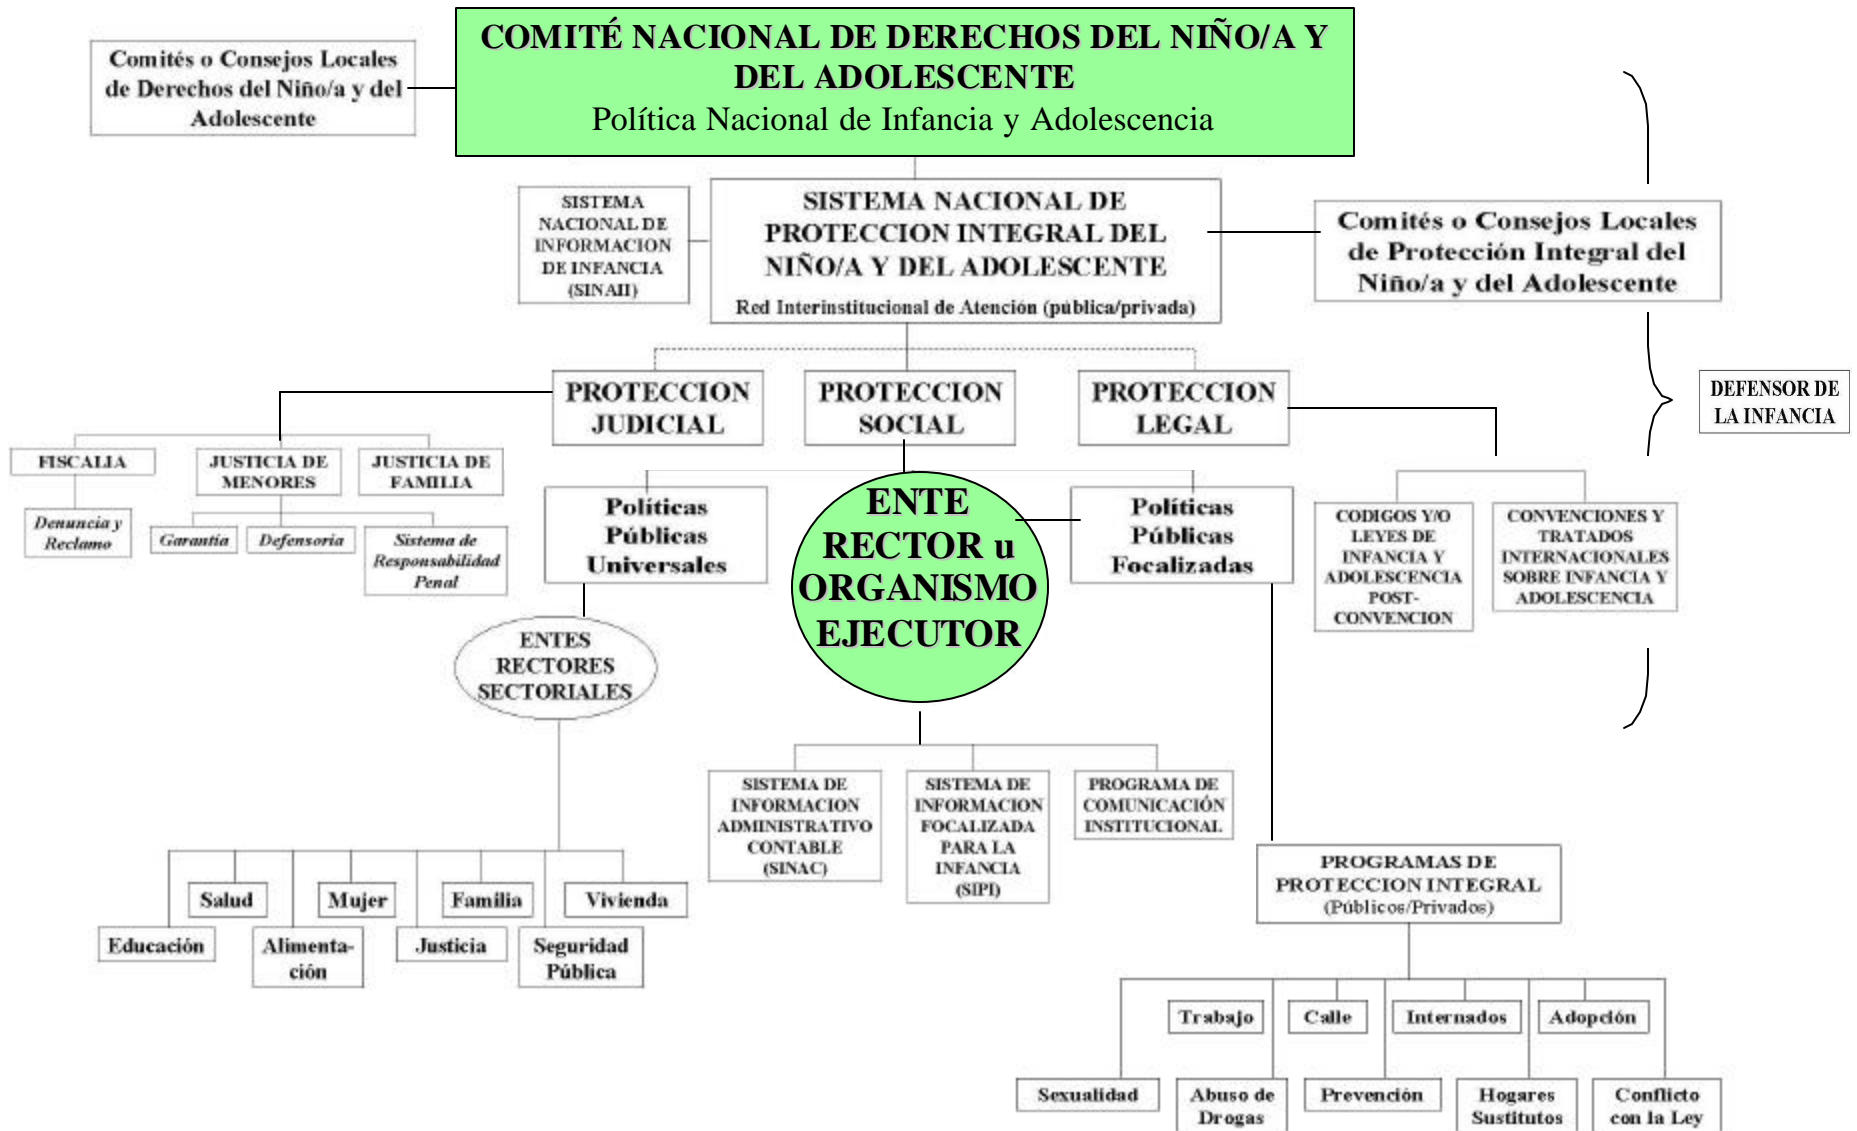 COMITÉ NACIONAL DE DERECHOS DEL NIÑO/A Y
DEL ADOLESCENTE
Política Nacional de Infancia y Adolescencia
Comités o Consejos Locales
de Derechos del Niño/a y del
Adolescente
SISTEMA
NACIONAL DE
INFORMACION
DE INFANCIA
(SINAII)
SISTEMA NACIONAL DE
PROTECCION INTEGRAL DEL
NIÑO/A Y DEL ADOLESCENTE
Red Interinstitucional de Atención (pública/privada)
Comités o Consejos Locales
de Protección Integral del
Niño/a y del Adolescente
DEFENSOR DE
LA INFANCIA
PROTECCION
JUDICIAL
PROTECCION
SOCIAL
PROTECCION
LEGAL
FISCALIA
JUSTICIA DE
MENORES
JUSTICIA DE
FAMILIA
Denuncia y
Reclamo
Garantía
Defensoria
Sistema de
Responsabilidad
Penal
Políticas
Públicas
Universales
ENTE
RECTOR u
ORGANISMO
EJECUTOR
Políticas
Públicas
Focalizadas
CODIGOS Y/O
LEYES DE
INFANCIA Y
ADOLESCENCIA
POST-
CONVENCION
CONVENCIONES Y
TRATADOS
INTERNACIONALES
SOBRE INFANCIA Y
ADOLESCENCIA
ENTES
RECTORES
SECTORIALES
SISTEMA DE
INFORMACION
ADMINISTRATIVO
CONTABLE
(SINAC)
SISTEMA DE
INFORMACION
FOCALIZADA
PARA LA
INFANCIA
(SIPI)
PROGRAMA DE
COMUNICACIÓN
INSTITUCIONAL
PROGRAMAS DE
PROTECCION INTEGRAL
(Públicos/Privados)
Salud
Mujer
Familia
Vivienda
Educación
Alimenta-
ción
Justicia
Seguridad
Pública
Trabajo
Calle
Internados
Adopción
Sexualidad
Abuso de
Drogas
Prevención
Hogares
Sustitutos
Conflicto
con la Ley